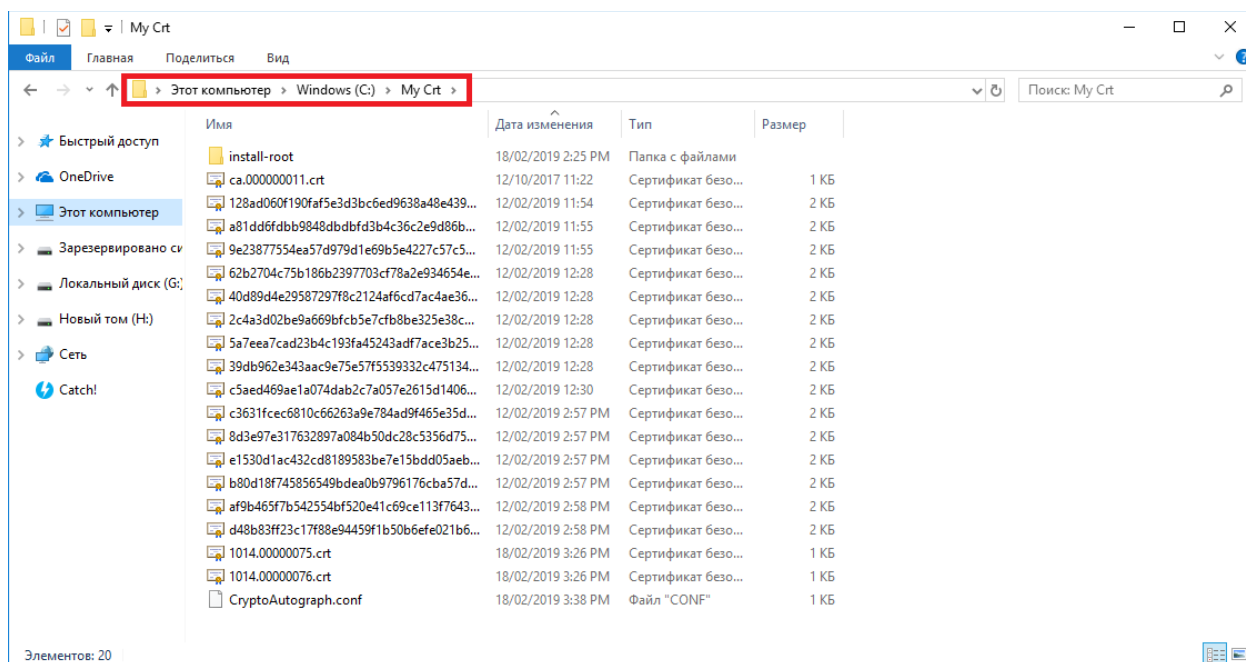 My Crt
Файл Главная Поделиться Вид
Этот компьютер > Windows (C:) > My Crt > Поиск: My Crt
Имя Дата изменения Тип Размер
Быстрый доступ
OneDrive
Этот компьютер
Зарезервировано си
Локальный диск (G:)
Новый том (H:)
Сеть
Catch!
install-root 18/02/2019 2:25 PM Папка с файлами
ca.000000011.crt 12/10/2017 11:22 Сертификат безо... 1 КБ
128ad060f190faf5e3d3bc6ed9638a48e439... 12/02/2019 11:54 Сертификат безо... 2 КБ
a81dd6fdbb9848dbdbfd3b4c36c2e9d86b... 12/02/2019 11:55 Сертификат безо... 2 КБ
9e23877554ea57d979d1e69b5e4227c57c5... 12/02/2019 11:55 Сертификат безо... 2 КБ
62b2704c75b186b2397703cf78a2e934654e... 12/02/2019 12:28 Сертификат безо... 2 КБ
40d89d4e29587297f8c2124af6cd7ac4ae36... 12/02/2019 12:28 Сертификат безо... 2 КБ
2c4a3d02be9a669bfcb5e7cfb8be325e38c... 12/02/2019 12:28 Сертификат безо... 2 КБ
5a7eea7cad23b4c193fa45243adf7ace3b25... 12/02/2019 12:28 Сертификат безо... 2 КБ
39db962e343aac9e75e57f5539332c475134... 12/02/2019 12:28 Сертификат безо... 2 КБ
c5aed469ae1a074dab2c7a057e2615d1406... 12/02/2019 12:30 Сертификат безо... 2 КБ
c3631fcec6810c66263a9e784ad9f465e35d... 12/02/2019 2:57 PM Сертификат безо... 2 КБ
8d3e97e317632897a084b50dc28c5356d75... 12/02/2019 2:57 PM Сертификат безо... 2 КБ
e1530d1ac432cd8189583be7e15bdd05aeb... 12/02/2019 2:57 PM Сертификат безо... 2 КБ
b80d18f745856549bdea0b9796176cba57d... 12/02/2019 2:57 PM Сертификат безо... 2 КБ
af9b465f7b542554bf520e41c69ce113f7643... 12/02/2019 2:58 PM Сертификат безо... 2 КБ
d48b83ff23c17f88e94459f1b50b6efe021b6... 12/02/2019 2:58 PM Сертификат безо... 2 КБ
1014.00000075.crt 18/02/2019 3:26 PM Сертификат безо... 1 КБ
1014.00000076.crt 18/02/2019 3:26 PM Сертификат безо... 1 КБ
CryptoAutograph.conf 18/02/2019 3:38 PM Файл "CONF" 1 КБ
Элементов: 20